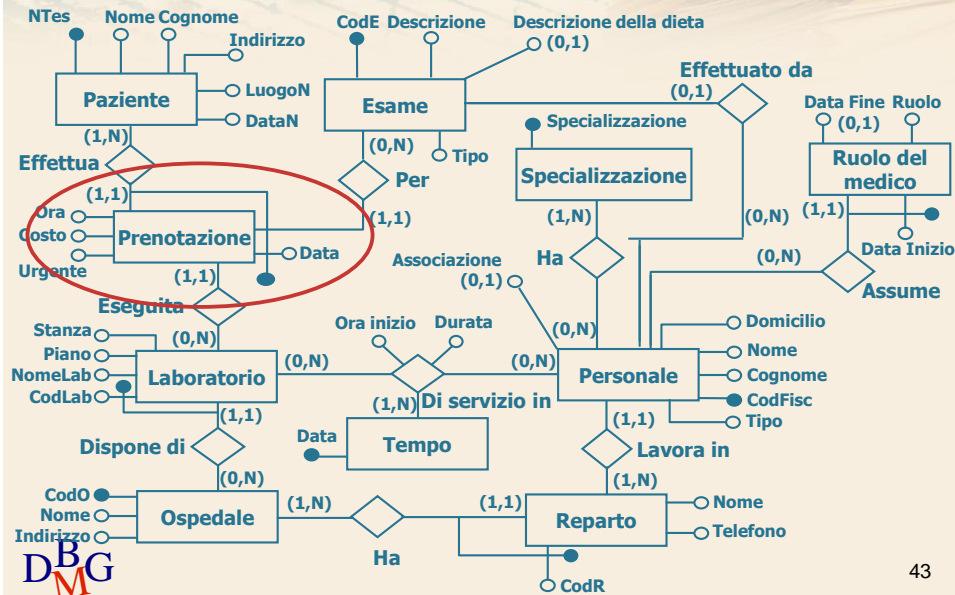 NTes
Nome Cognome
Indirizzo
LuogoN
DataN
Paziente
(1,N)
Effettua
(1,1)
CodE Descrizione
Descrizione della dieta
(0,1)
Esame
(0,N)
Tipo
Per
(1,1)
Effettuato da
(0,1)
(0,N)
Specializzazione
Specializzazione
(1,N)
Ha
(0,N)
Data Fine Ruolo
(0,1)
Ruolo del
medico
(1,1)
Data Inizio
(0,N)
Assume
Ora
Costo
Urgente
Prenotazione
Data
(1,1)
Eseguita
(0,N)
Associazione
(0,1)
Stanza
Piano
NomeLab
CodLab
Laboratorio
(0,N)
Ora inizio Durata
(0,N)
Di servizio in
(1,N)
Data
Tempo
Personale
Domicilio
Nome
Cognome
CodFisc
Tipo
(1,1)
Dispone di
(0,N)
(1,1)
Lavora in
(1,N)
CodO
Nome
Indirizzo
Ospedale
(1,N)
Ha
(1,1)
Reparto
Nome
Telefono
CodR
DBMG
43